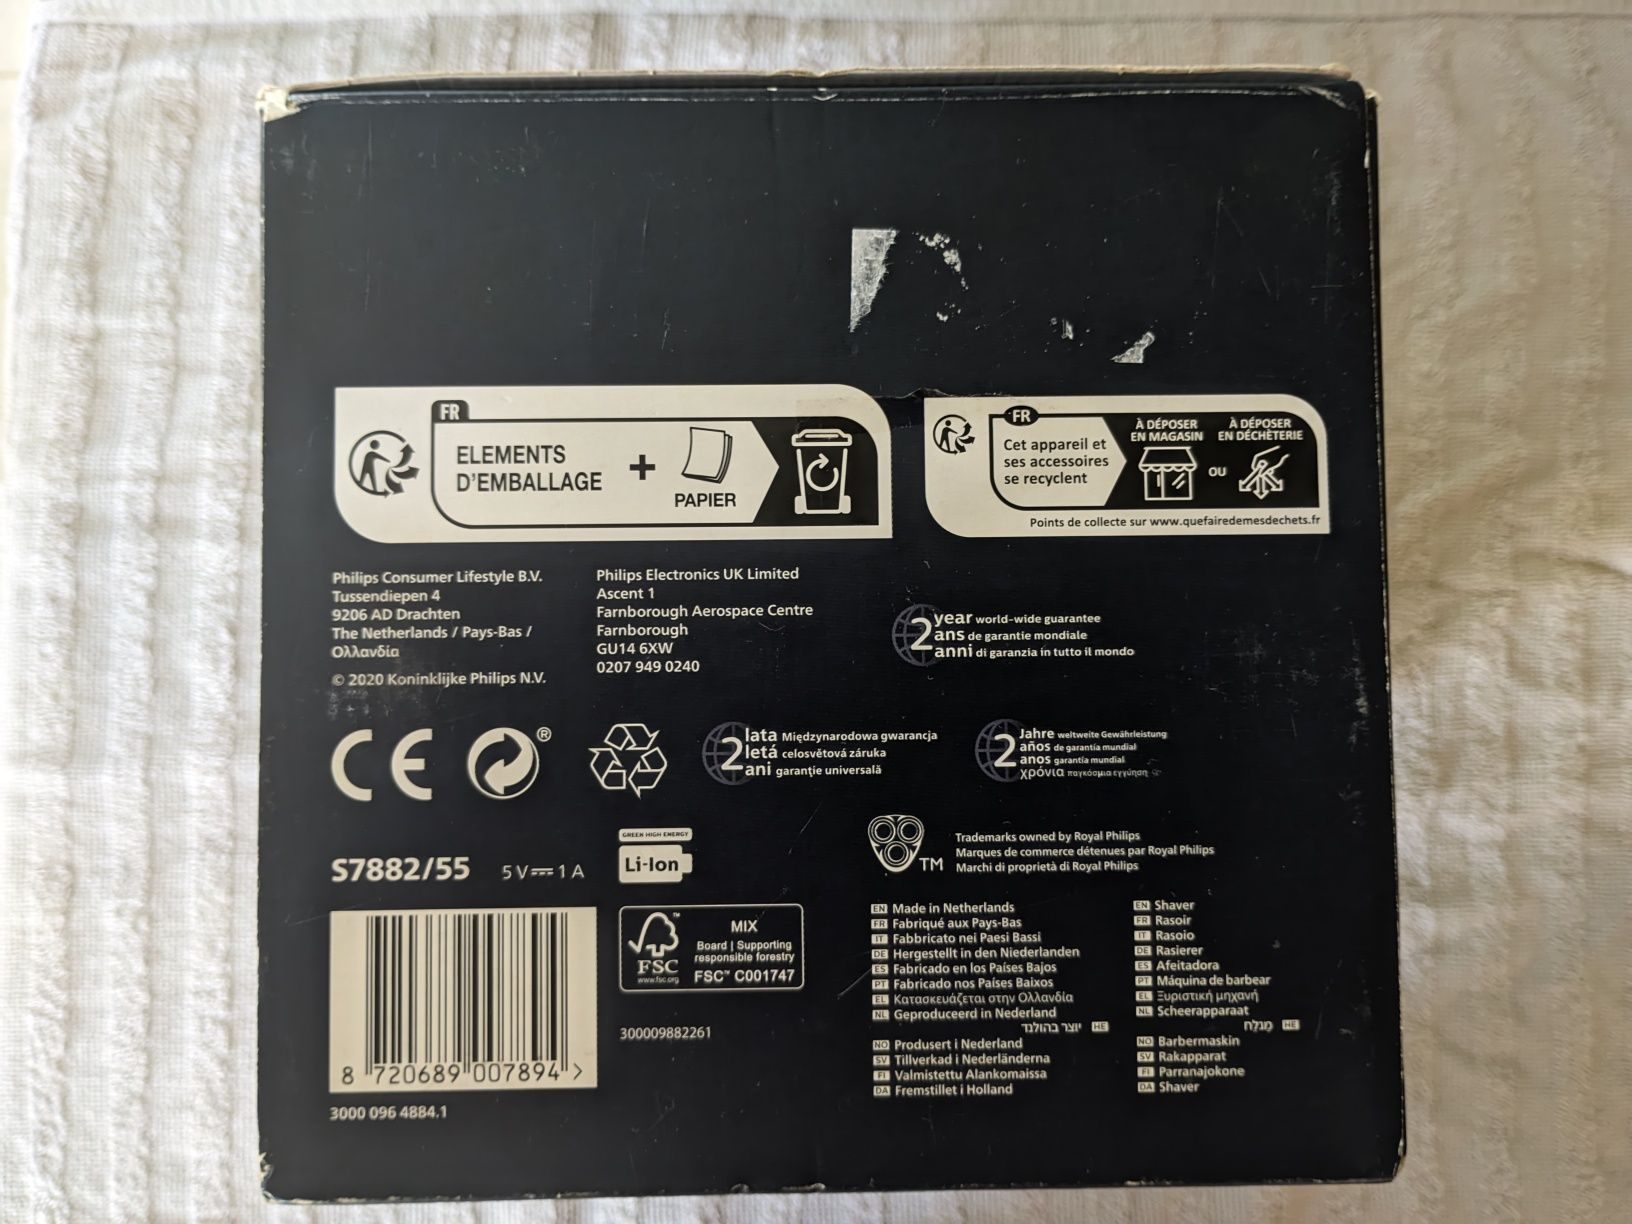 FR
ELEMENTS
D'EMBALLAGE
+
PAPIER
FR
Cet appareil et
ses accessoires
se recyclent
À DÉPOSER
EN MAGASIN
OU
À DÉPOSER
EN DÉCHÈTERIE
Points de collecte sur www.quefairedemesdechets.fr
Philips Consumer Lifestyle B.V.
Tussendiepen 4
9206 AD Drachten
The Netherlands / Pays-Bas /
Ολλανδία
© 2020 Koninklijke Philips N.V.
Philips Electronics UK Limited
Ascent 1
Farnborough Aerospace Centre
Farnborough
GU14 6XW
0207 949 0240
2 year world-wide guarantee
ans de garantie mondiale
anni di garanzia in tutto il mondo
CE
®
2 lata Międzynarodowa gwarancja
letá celosvětová záruka
ani garanţie universală
2 Jahre weltweite Gewährleistung
años de garantía mundial
anos garantia mundial
χρόνια παγκόσμια εγγύηση
S7882/55
5V 1A
GREEN HIGH ENERGY
Li-Ion
TM
Trademarks owned by Royal Philips
Marques de commerce détenues par Royal Philips
Marchi di proprietà di Royal Philips
8 720689 007894 >
3000 096 4884.1
™
FSC
www.fsc.org
MIX
Board | Supporting
responsible forestry
FSC™ C001747
300009882261
EN Made in Netherlands
FR Fabriqué aux Pays-Bas
IT Fabbricato nei Paesi Bassi
DE Hergestellt in den Niederlanden
ES Fabricado en los Países Bajos
PT Fabricado nos Países Baixos
EL Κατασκευάζεται στην Ολλανδία
NL Geproduceerd in Nederland
HE יוצר בהולנד
NO Produsert i Nederland
SV Tillverkad i Nederländerna
FI Valmistettu Alankomaissa
DA Fremstillet i Holland
EN Shaver
FR Rasoir
IT Rasoio
DE Rasierer
ES Afeitadora
PT Máquina de barbear
EL Ξυριστική μηχανή
NL Scheerapparaat
HE מגלח
NO Barbermaskin
SV Rakapparat
FI Parranajokone
DA Shaver